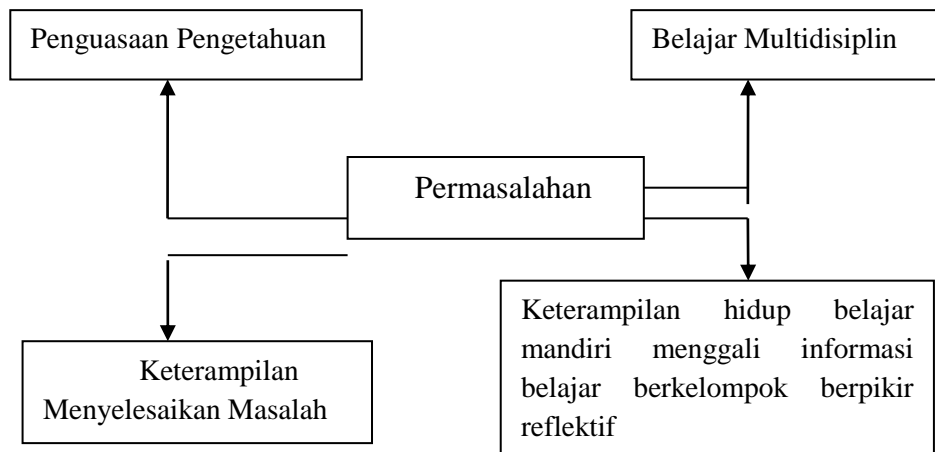 Penguasaan Pengetahuan
Belajar Multidisiplin
Permasalahan
Keterampilan
Menyelesaikan Masalah
Keterampilan hidup belajar
mandiri menggali informasi
belajar berkelompok berpikir
reflektif